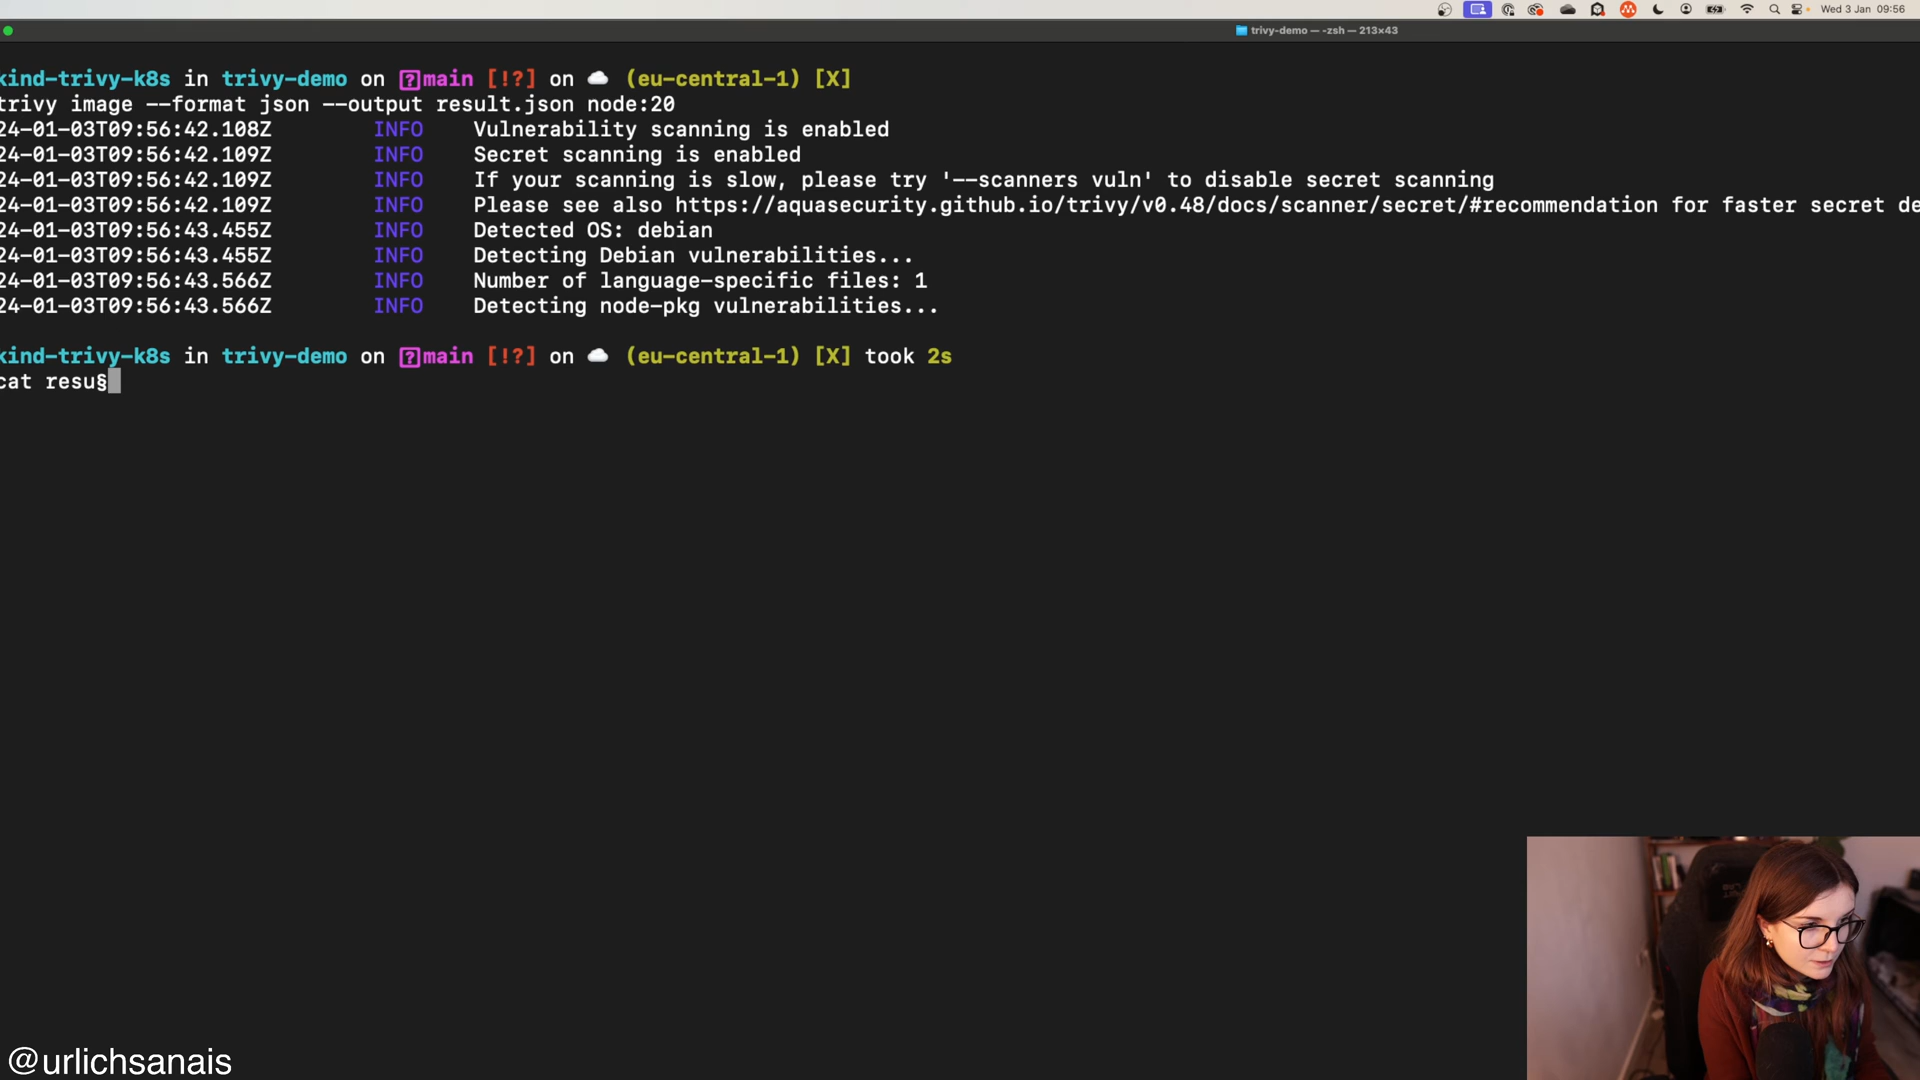 Wed 3 Jan 09:56
trivy-demo — -zsh — 213×43
kind-trivy-k8s in trivy-demo on ?main [!?] on (eu-central-1) [X]
trivy image --format json --output result.json node:20
24-01-03T09:56:42.108Z INFO Vulnerability scanning is enabled
24-01-03T09:56:42.109Z INFO Secret scanning is enabled
24-01-03T09:56:42.109Z INFO If your scanning is slow, please try '--scanners vuln' to disable secret scanning
24-01-03T09:56:42.109Z INFO Please see also https://aquasecurity.github.io/trivy/v0.48/docs/scanner/secret/#recommendation for faster secret de
24-01-03T09:56:43.455Z INFO Detected OS: debian
24-01-03T09:56:43.455Z INFO Detecting Debian vulnerabilities...
24-01-03T09:56:43.566Z INFO Number of language-specific files: 1
24-01-03T09:56:43.566Z INFO Detecting node-pkg vulnerabilities...
kind-trivy-k8s in trivy-demo on ?main [!?] on (eu-central-1) [X] took 2s
cat resu§
@urlichsanais